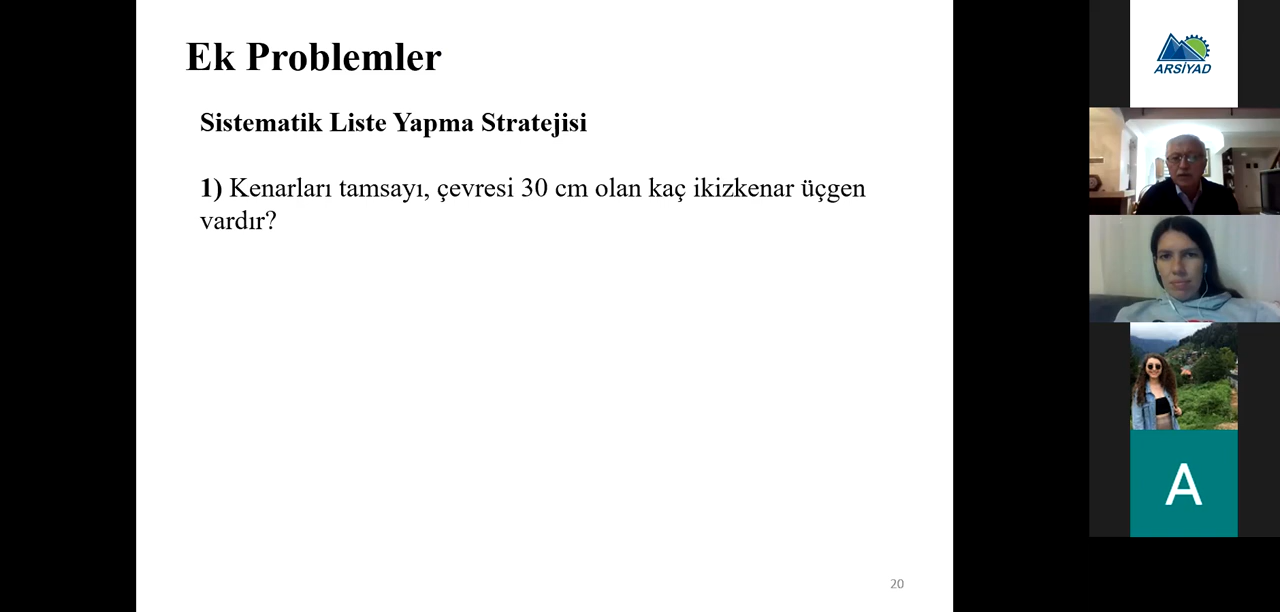 Ek Problemler
Sistematik Liste Yapma Stratejisi
1) Kenarları tamsayı, çevresi 30 cm olan kaç ikizkenar üçgen
vardır?
20
ARSİYAD
A